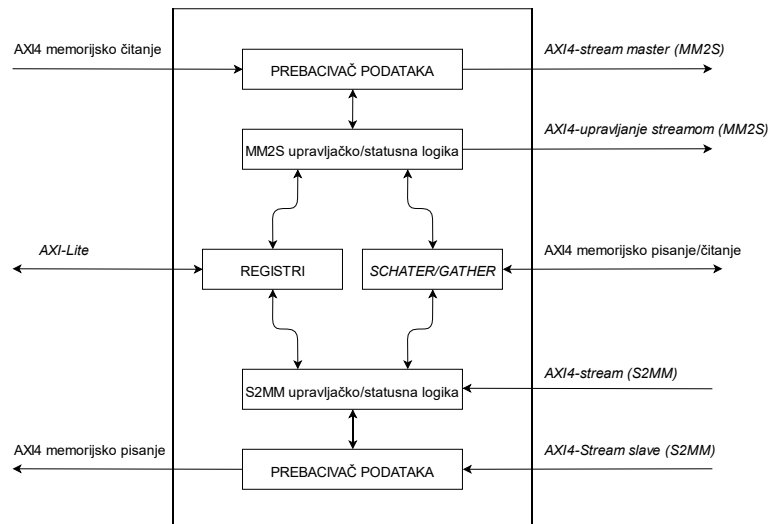 AXI4 memorijsko čitanje
PREBACIVAČ PODATAKA
AXI4-stream master (MM2S)
AXI4-upravljanje streamom (MM2S)
MM2S upravljačko/statusna logika
AXI-Lite
REGISTRI
SCHATER/GATHER
AXI4 memorijsko pisanje/čitanje
S2MM upravljačko/statusna logika
AXI4-stream (S2MM)
AXI4 memorijsko pisanje
PREBACIVAČ PODATAKA
AXI4-Stream slave (S2MM)